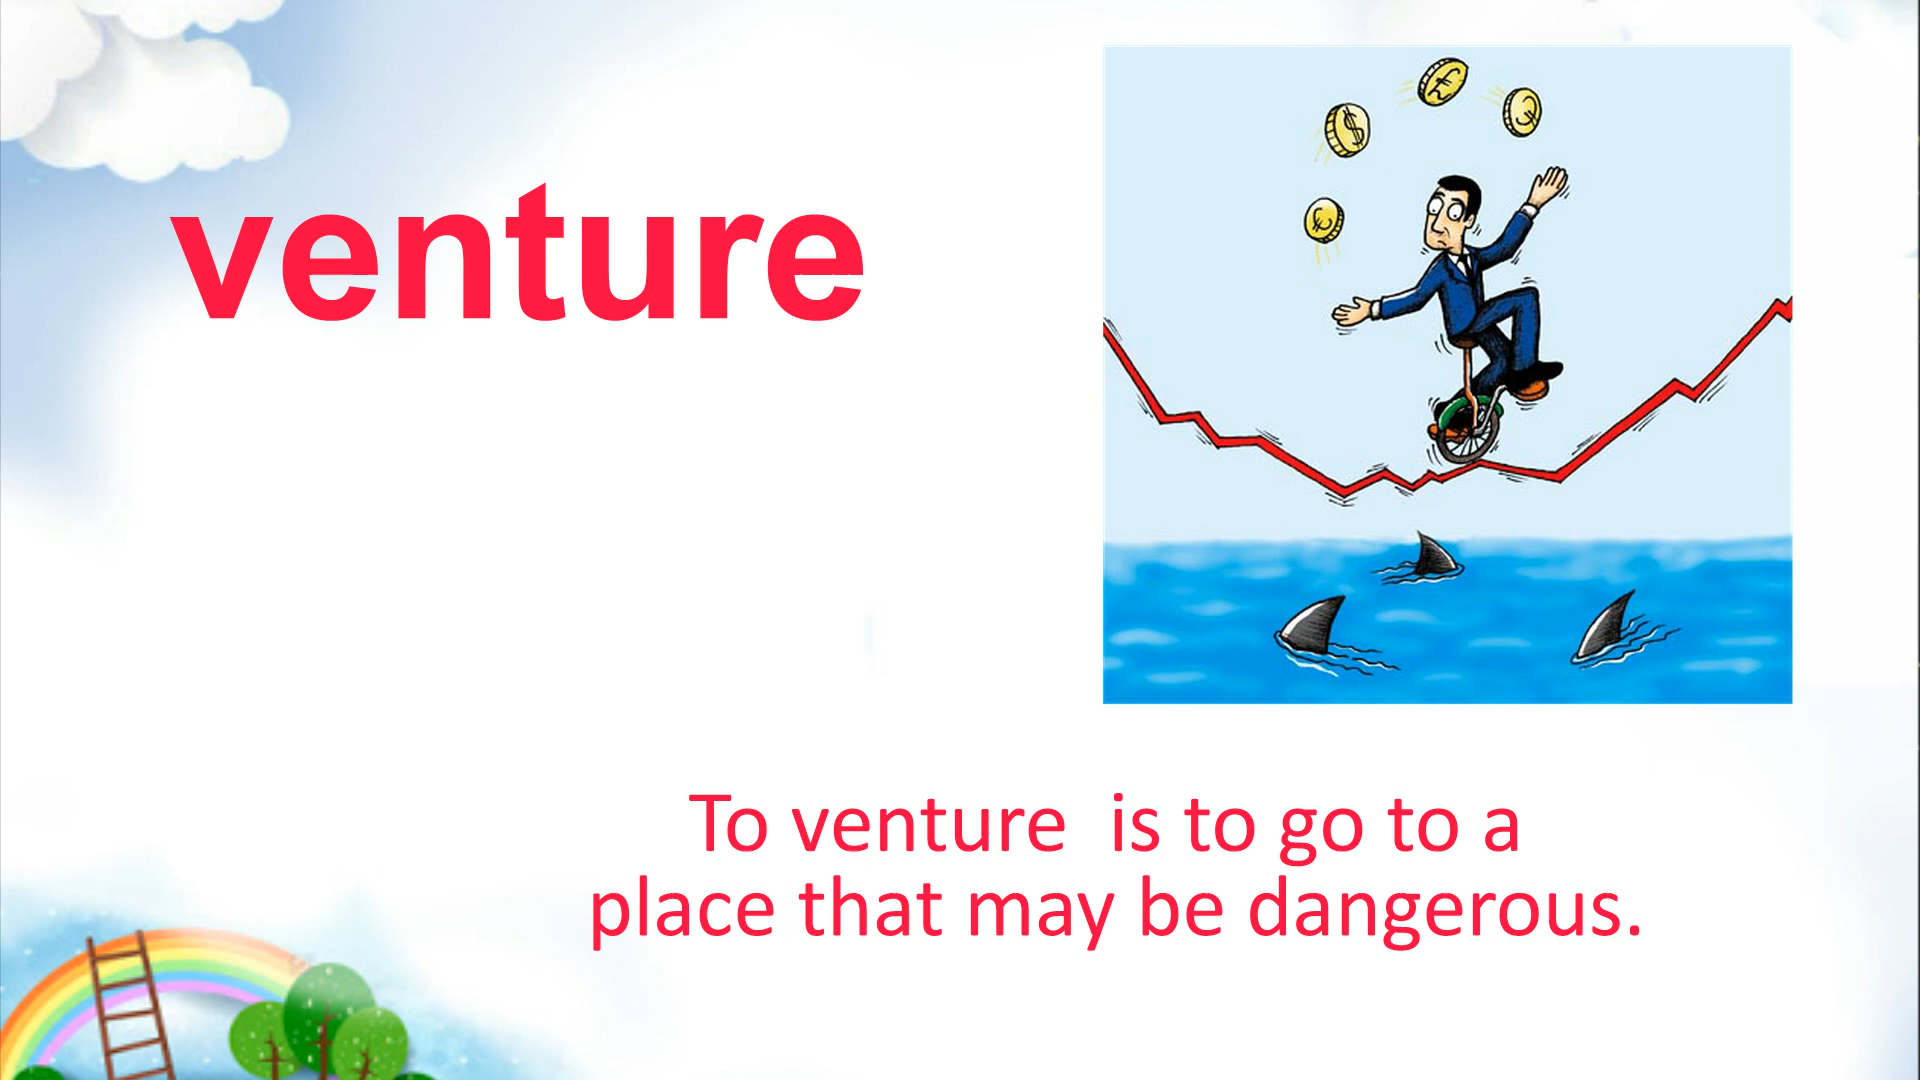 venture
To venture  is to go to a
place that may be dangerous.